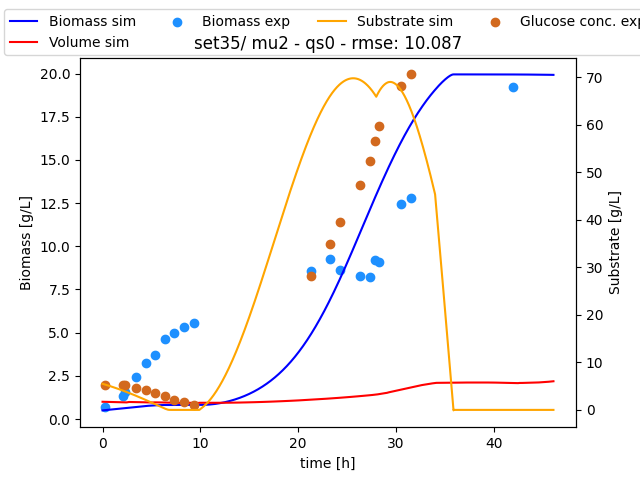 Biomass sim Biomass exp Substrate sim Glucose conc. exp
Volume sim
set35/ mu2 - qs0 - rmse: 10.087
20.0
17.5
15.0
12.5
10.0
7.5
5.0
2.5
0.0
Biomass [g/L]
70
60
50
40
30
20
10
0
Substrate [g/L]
0 10 20 30 40
time [h]